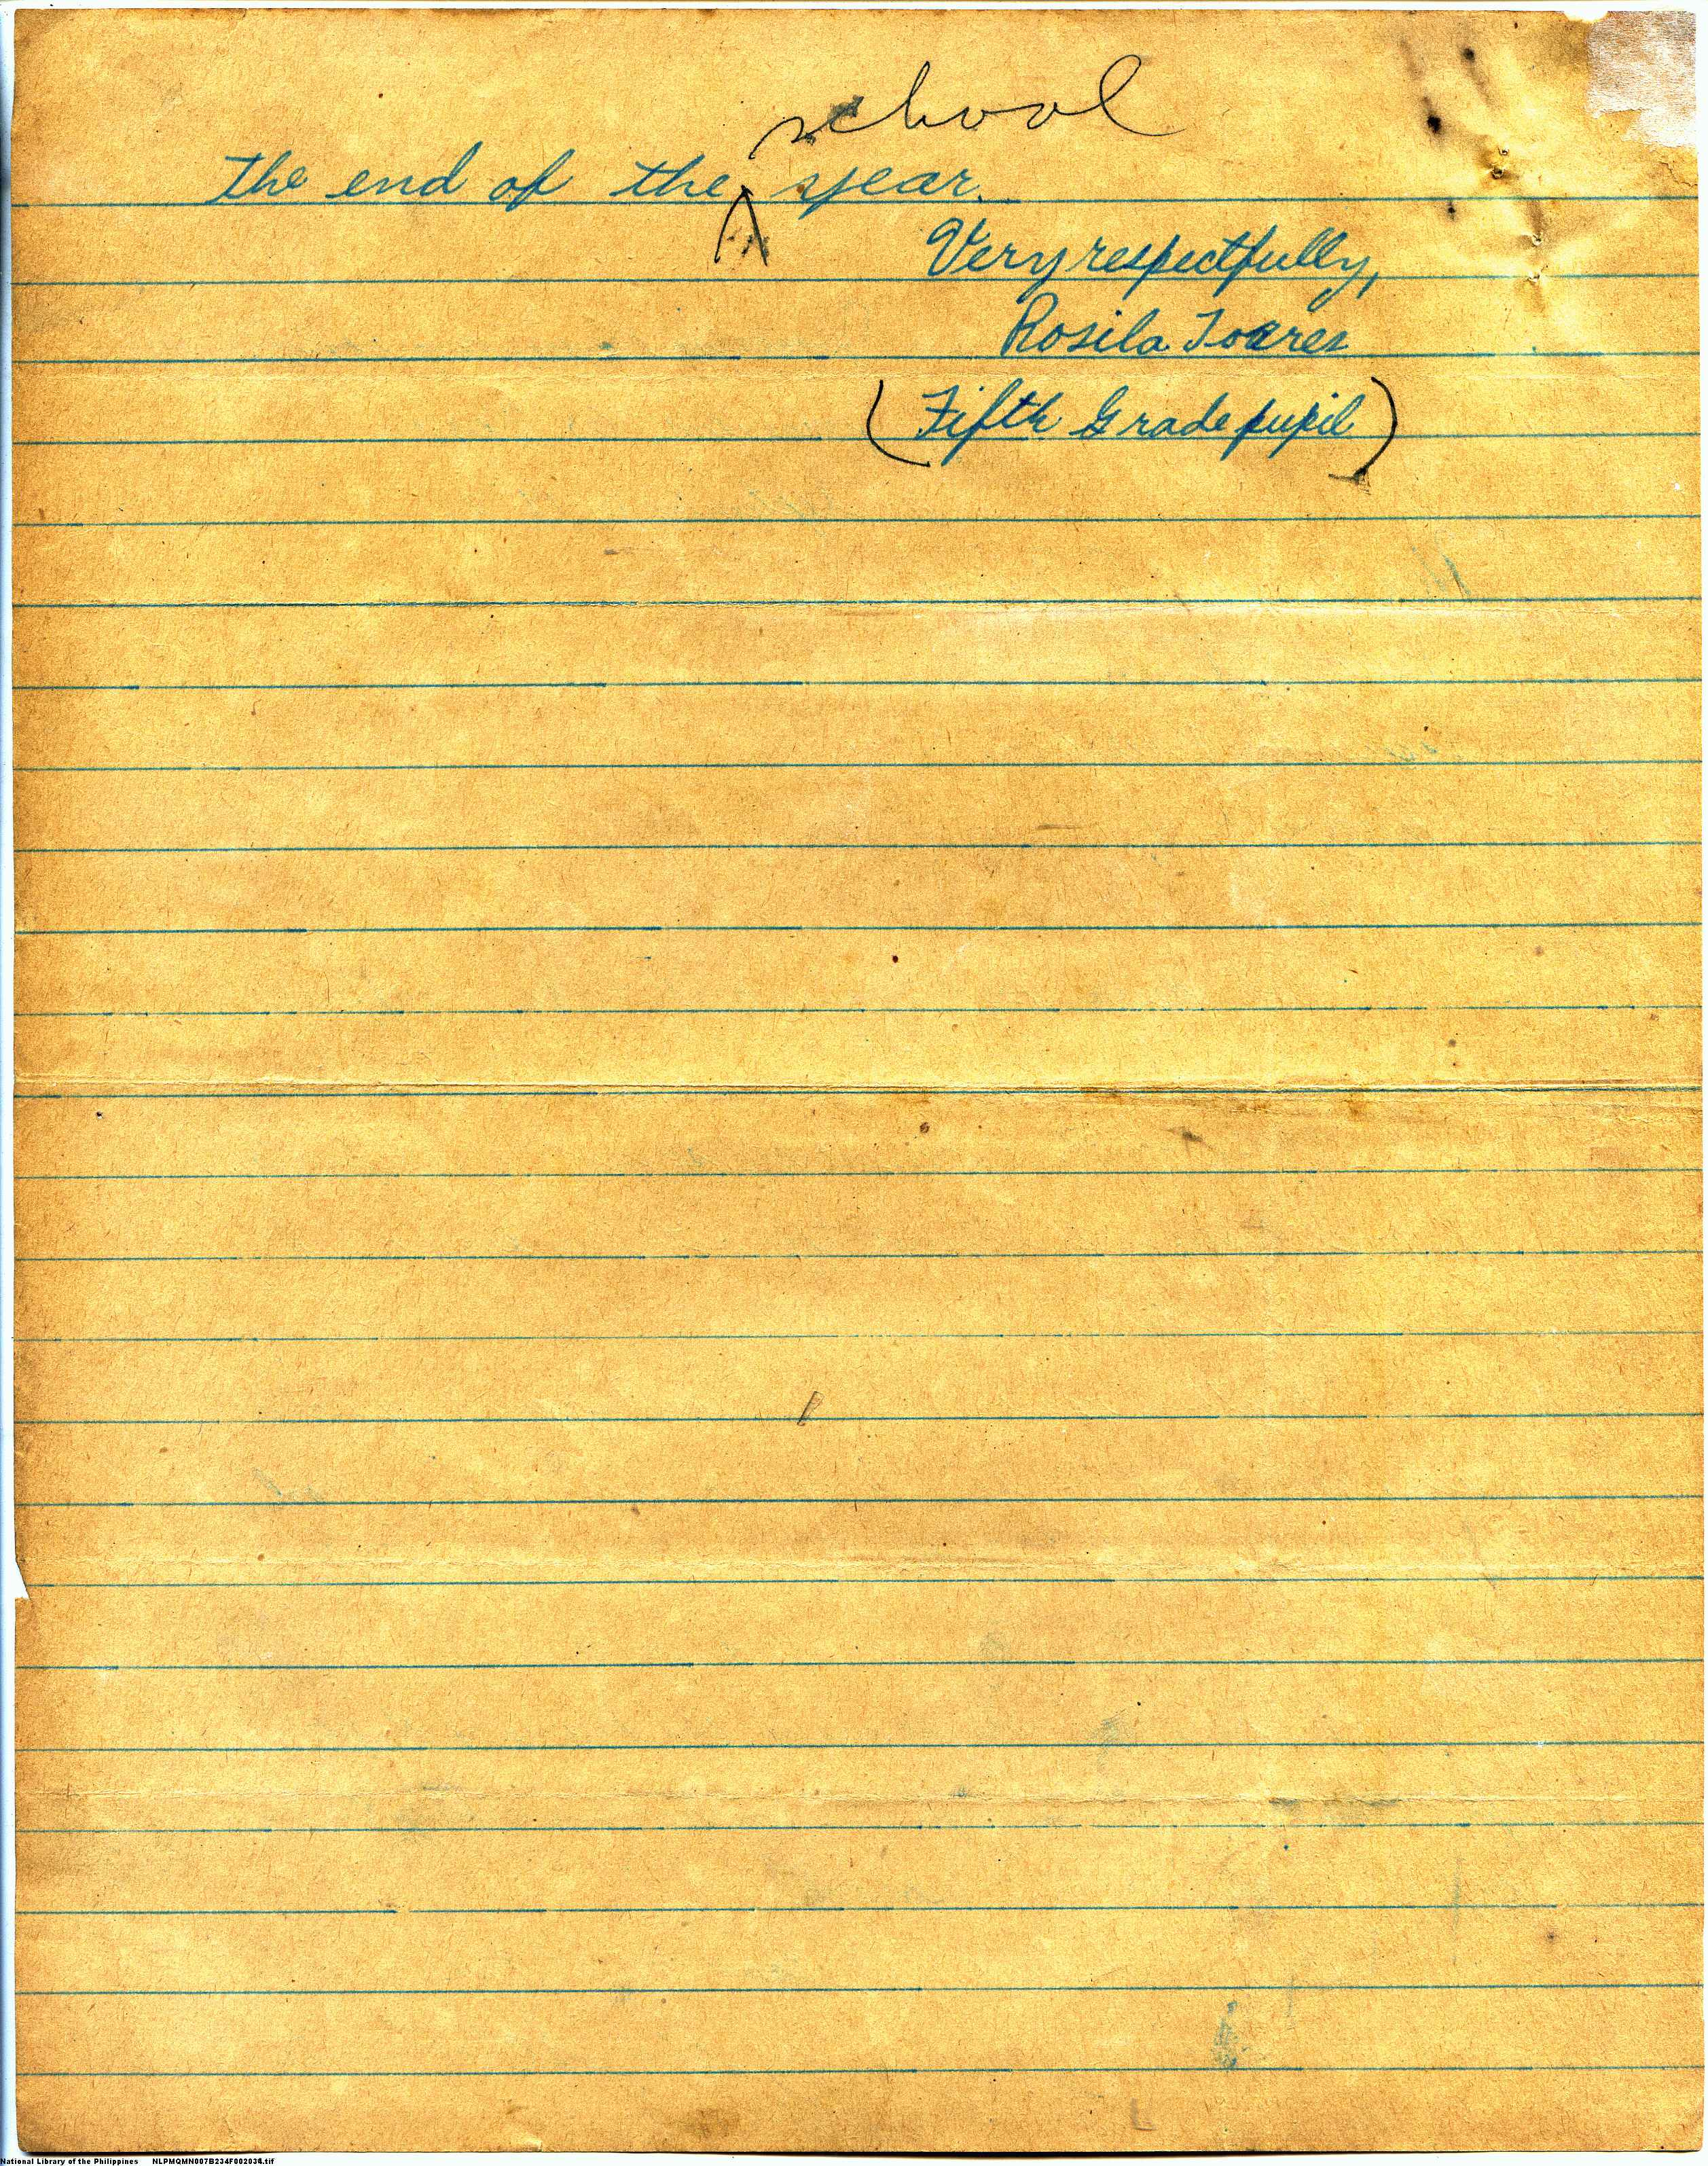 school
the end of the year.
Very respectfully,
Rosila
(Fifth Grade pupil)
National Library of the Philippines NLPMQMN007B234F002034.tif